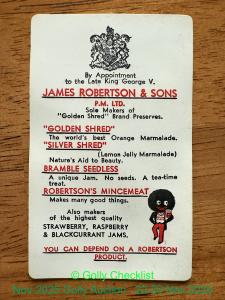 By Appointment
to the Late King George V.
JAMES ROBERTSON & SONS
P.M. LTD.
Sole Makers of
"Golden Shred" Brand Preserves.
"GOLDEN SHRED"
The world's best Orange Marmalade.
"SILVER SHRED"
(Lemon Jelly Marmalade)
Nature's Aid to Beauty.
BRAMBLE SEEDLESS
A unique Jam. No seeds. A tea-time
treat.
ROBERTSON'S MINCEMEAT
Makes many good things.
Also makers
of the highest quality
STRAWBERRY, RASPBERRY
& BLACKCURRANT JAMS.
YOU CAN DEPEND ON A ROBERTSON
PRODUCT.
© Golly Checklist